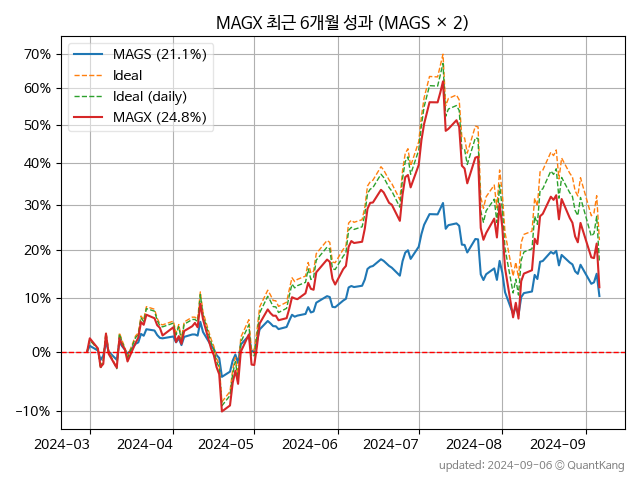 MAGX 최근 6개월 성과 (MAGS × 2)
MAGS (21.1%)
Ideal
Ideal (daily)
MAGX (24.8%)
70%
60%
50%
40%
30%
20%
10%
0%
−10%
2024-03 2024-04 2024-05 2024-06 2024-07 2024-08 2024-09
updated: 2024-09-06 © QuantKang